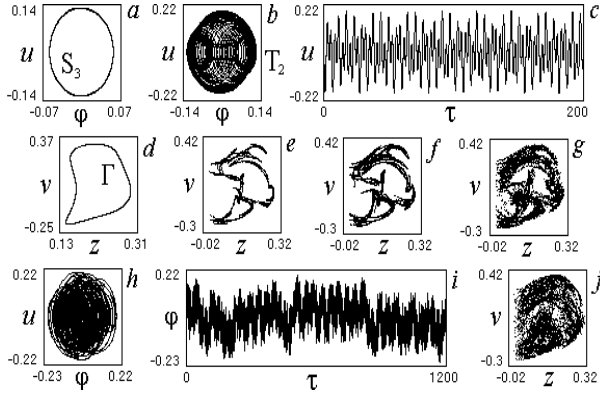 0.14 a
u S₃
-0.14
-0.07 φ 0.07
0.22 b
u T₂
-0.22
-0.14 φ 0.14
0.22 c
u
-0.22
0 τ 200
0.37 d
v Γ
-0.25
0.13 z 0.31
0.42 e
v
-0.3
-0.02 z 0.32
0.42 f
v
-0.3
-0.02 z 0.32
0.42 g
v
-0.3
-0.02 z 0.32
0.22 h
u
-0.22
-0.23 φ 0.22
0.22 i
φ
-0.23
0 τ 1200
0.42 j
v
-0.3
-0.02 z 0.32